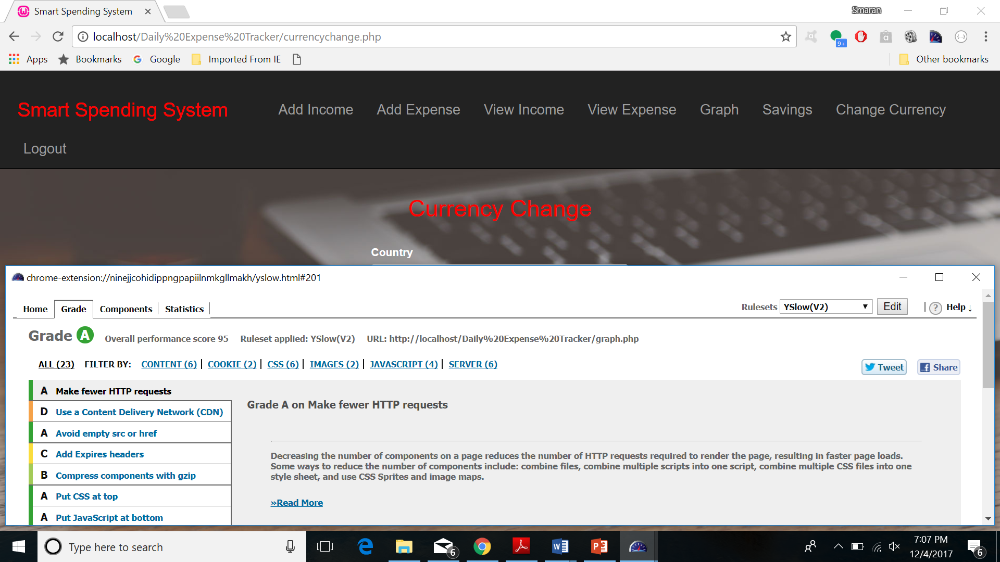 Smart Spending System
Smaran
localhost/Daily%20Expense%20Tracker/currencychange.php
9+
Apps Bookmarks Google Imported From IE Other bookmarks
Smart Spending System Add Income Add Expense View Income View Expense Graph Savings Change Currency
Logout
Currency Change
Country
chrome-extension://ninejjcohidippngpapiilnmkgllmakh/yslow.html#201
Home Grade Components Statistics Rulesets YSlow(V2) Edit ? Help ↓
Grade A Overall performance score 95 Ruleset applied: YSlow(V2) URL: http://localhost/Daily%20Expense%20Tracker/graph.php
ALL (23) FILTER BY: CONTENT (6) | COOKIE (2) | CSS (6) | IMAGES (2) | JAVASCRIPT (4) | SERVER (6)
Tweet Share
A Make fewer HTTP requests
D Use a Content Delivery Network (CDN)
A Avoid empty src or href
C Add Expires headers
B Compress components with gzip
A Put CSS at top
A Put JavaScript at bottom
Grade A on Make fewer HTTP requests
Decreasing the number of components on a page reduces the number of HTTP requests required to render the page, resulting in faster page loads.
Some ways to reduce the number of components include: combine files, combine multiple scripts into one script, combine multiple CSS files into one
style sheet, and use CSS Sprites and image maps.
»Read More
Type here to search
6
7:07 PM
12/4/2017
6